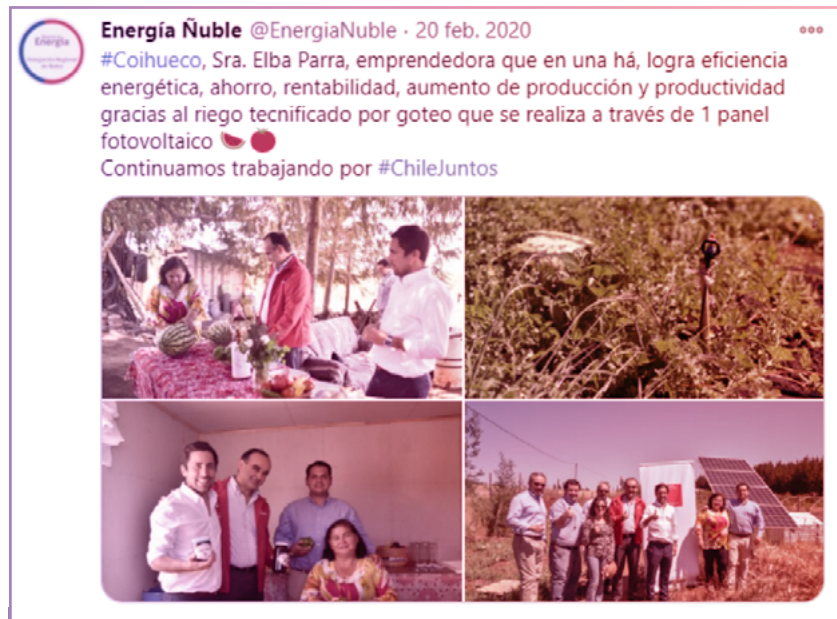 Energía Ñuble @EnergiaNuble · 20 feb. 2020
#Coihueco, Sra. Elba Parra, emprendedora que en una há, logra eficiencia
energética, ahorro, rentabilidad, aumento de producción y productividad
gracias al riego tecnificado por goteo que se realiza a través de 1 panel
fotovoltaico
Continuamos trabajando por #ChileJuntos
Energía